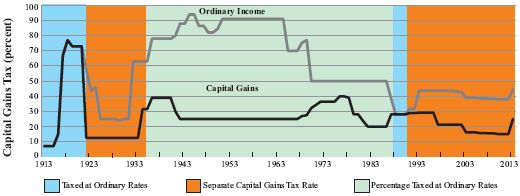 Capital Gains Tax (percent)
100
90
80
70
60
50
40
30
20
10
0
Ordinary Income
Capital Gains
1913 1923 1933 1943 1953 1963 1973 1983 1993 2003 2013
Taxed at Ordinary Rates Separate Capital Gains Tax Rate Percentage Taxed at Ordinary Rates